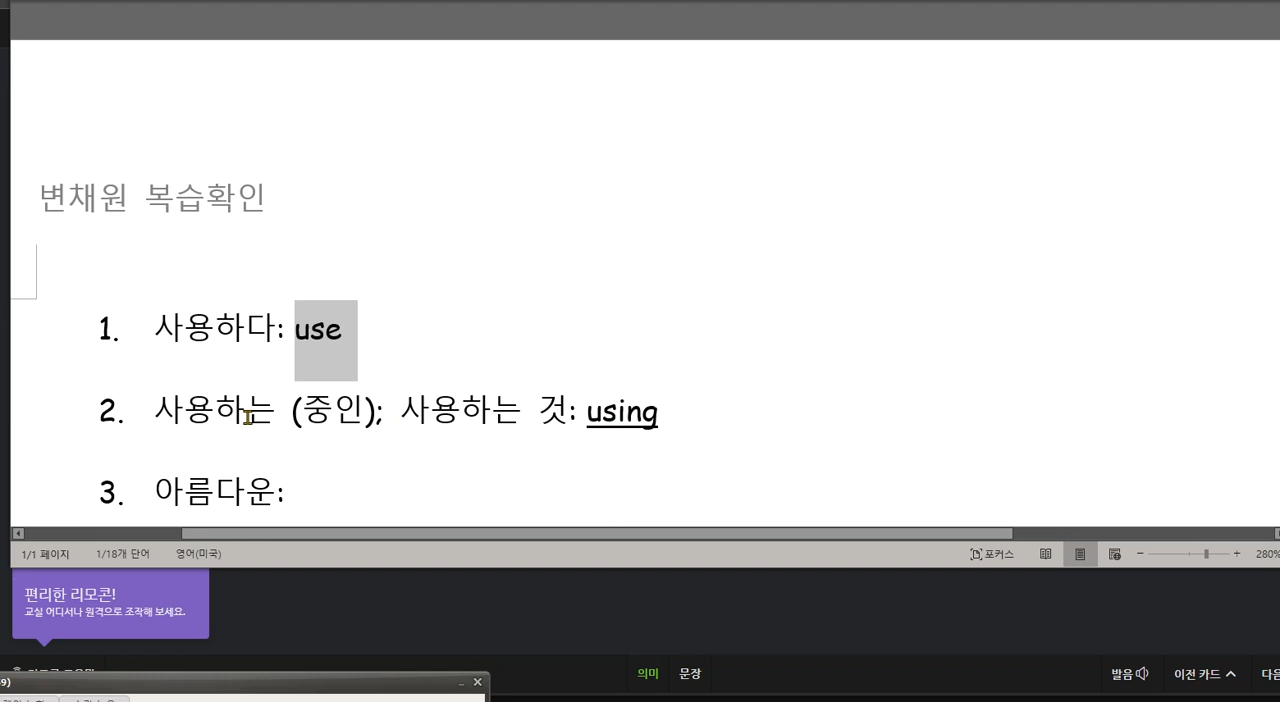 변채원 복습확인
1. 사용하다: use
2. 사용하는 (중인); 사용하는 것: using
3. 아름다운:
1/1 페이지 1/18개 단어 영어(미국) 포커스 280%
편리한 리모콘!
교실 어디서나 원격으로 조작해 보세요.
의미 문장 발음 이전 카드